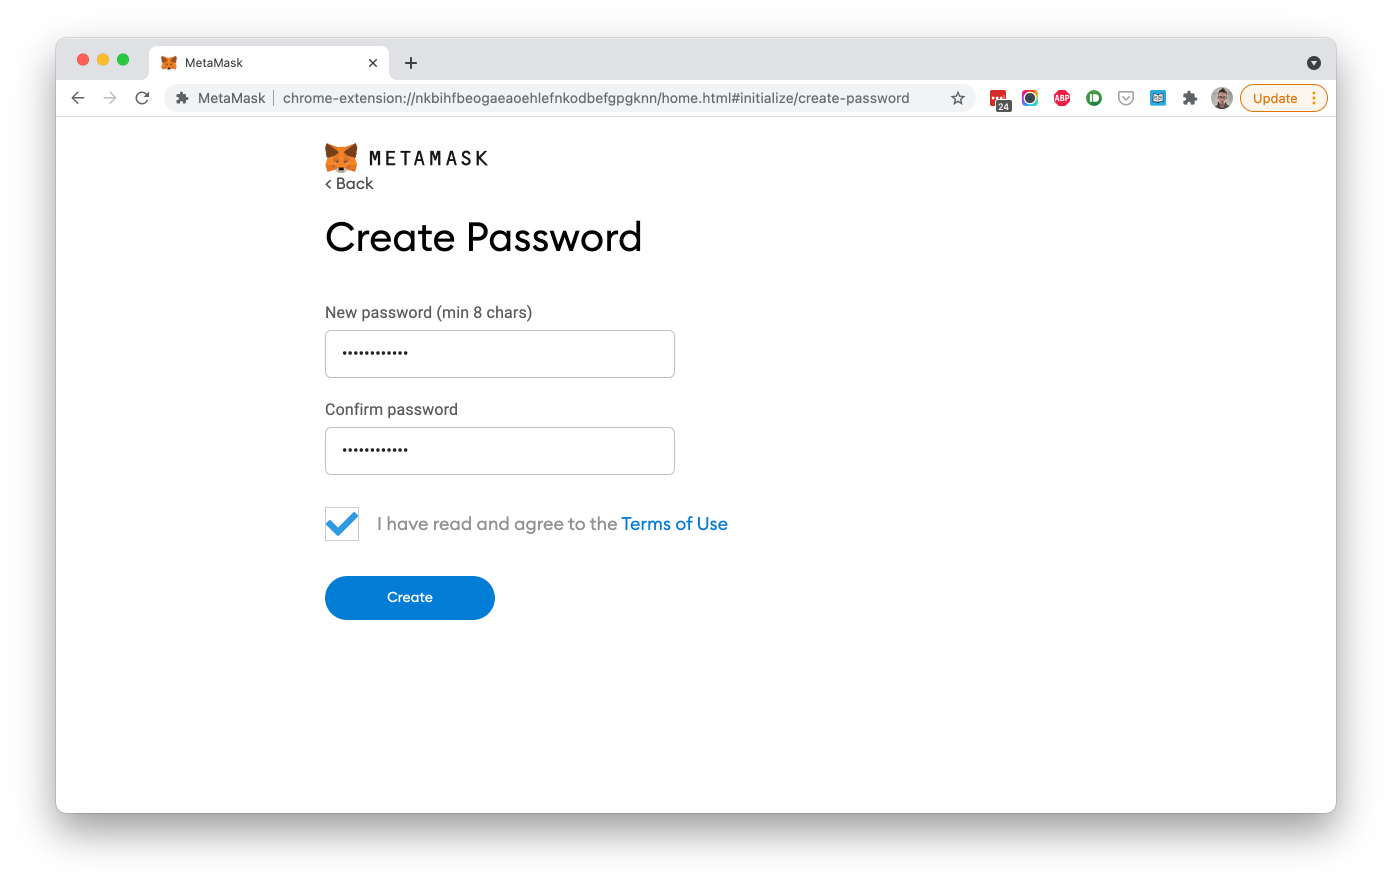 MetaMask
MetaMask chrome-extension://nkbihfbeogaeaoehlefnkodbefgpgknn/home.html#initialize/create-password 24 ABP Update
METAMASK
< Back
Create Password
New password (min 8 chars)
••••••••••••
Confirm password
••••••••••••
I have read and agree to the Terms of Use
Create